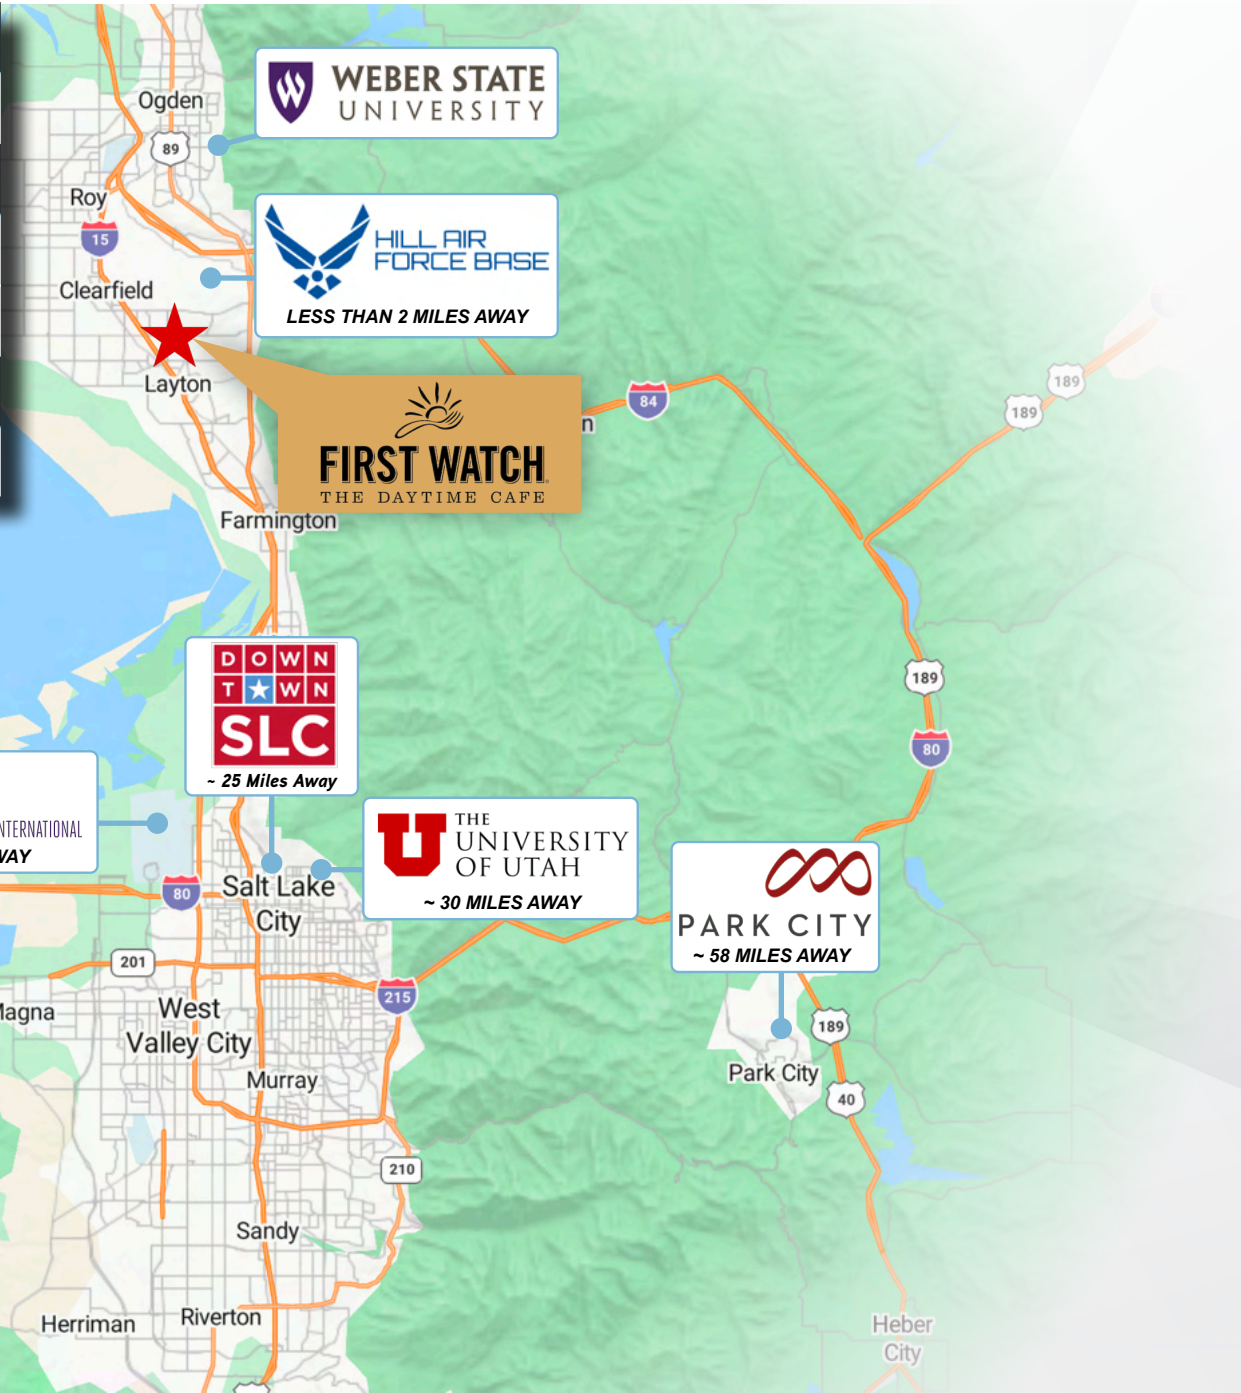 Ogden
WEBER STATE
UNIVERSITY
89
Roy
15
HILL AIR
FORCE BASE
LESS THAN 2 MILES AWAY
Clearfield
Layton
84
189
189
n
FIRST WATCH
THE DAYTIME CAFE
Farmington
DOWN
T★WN
SLC
~ 25 Miles Away
189
80
NTERNATIONAL
WAY
THE
UNIVERSITY
OF UTAH
~ 30 MILES AWAY
PARK CITY
~ 58 MILES AWAY
80
Salt Lake
City
201
215
Magna
West
Valley City
189
Murray
Park City
40
210
Sandy
Herriman
Riverton
Heber
City